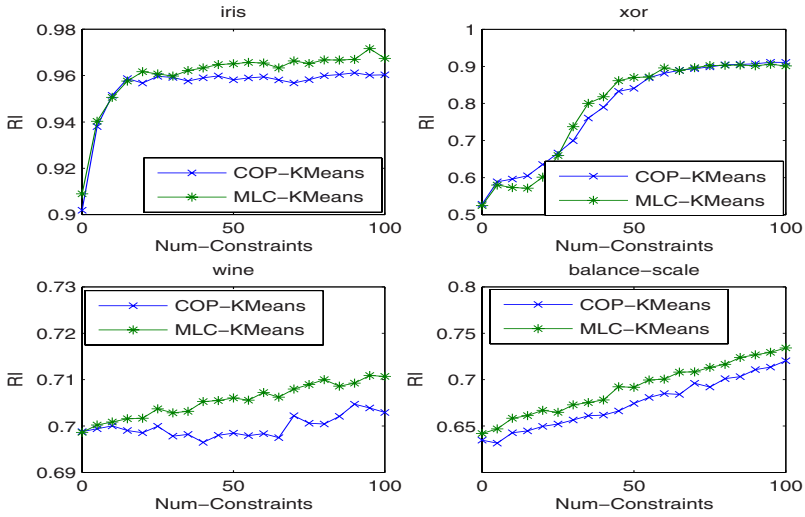 iris
0.98
0.96
0.94
0.92
0.9
RI
COP-KMeans
MLC-KMeans
0
50
100
Num-Constraints
xor
1
0.9
0.8
0.7
0.6
0.5
RI
COP-KMeans
MLC-KMeans
0
50
100
Num-Constraints
wine
0.73
0.72
0.71
0.7
0.69
RI
COP-KMeans
MLC-KMeans
0
50
100
Num-Constraints
balance-scale
0.8
0.75
0.7
0.65
RI
COP-KMeans
MLC-KMeans
0
50
100
Num-Constraints